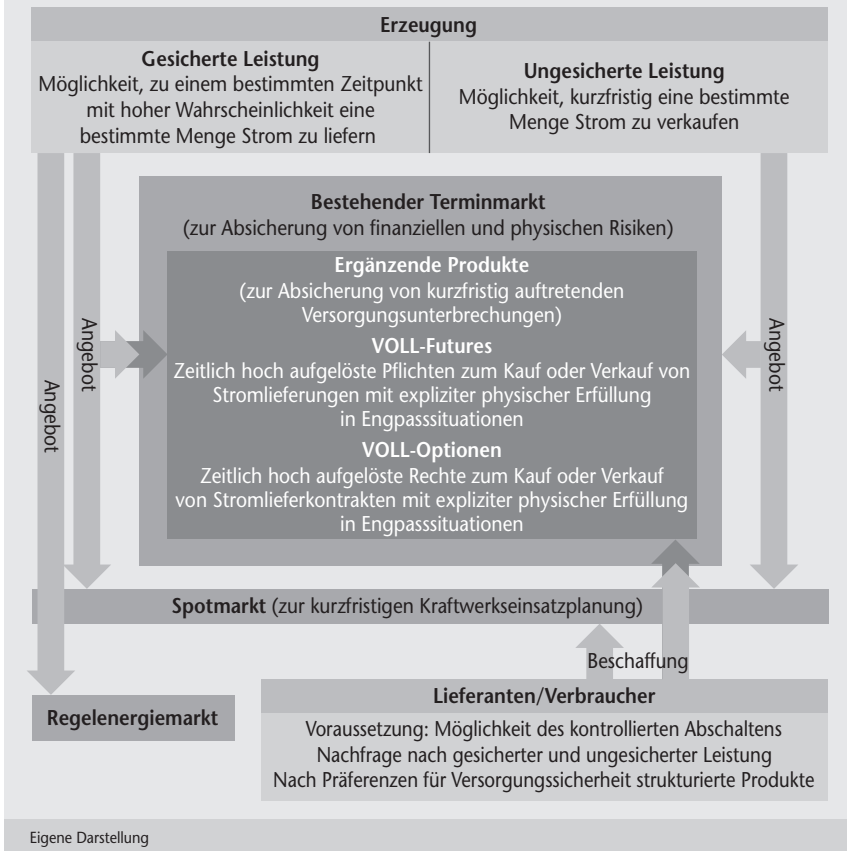 Erzeugung
Gesicherte Leistung
Möglichkeit, zu einem bestimmten Zeitpunkt
mit hoher Wahrscheinlichkeit eine
bestimmte Menge Strom zu liefern
Ungesicherte Leistung
Möglichkeit, kurzfristig eine bestimmte
Menge Strom zu verkaufen
Bestehender Terminmarkt
(zur Absicherung von finanziellen und physischen Risiken)
Ergänzende Produkte
(zur Absicherung von kurzfristig auftretenden
Versorgungsunterbrechungen)
VOLL-Futures
Zeitlich hoch aufgelöste Pflichten zum Kauf oder Verkauf von
Stromlieferungen mit expliziter physischer Erfüllung
in Engpasssituationen
VOLL-Optionen
Zeitlich hoch aufgelöste Rechte zum Kauf oder Verkauf
von Stromlieferkontrakten mit expliziter physischer Erfüllung
in Engpasssituationen
Angebot
Angebot
Angebot
Spotmarkt (zur kurzfristigen Kraftwerkseinsatzplanung)
Beschaffung
Regelenergiemarkt
Lieferanten/Verbraucher
Voraussetzung: Möglichkeit des kontrollierten Abschaltens
Nachfrage nach gesicherter und ungesicherter Leistung
Nach Präferenzen für Versorgungssicherheit strukturierte Produkte
Eigene Darstellung